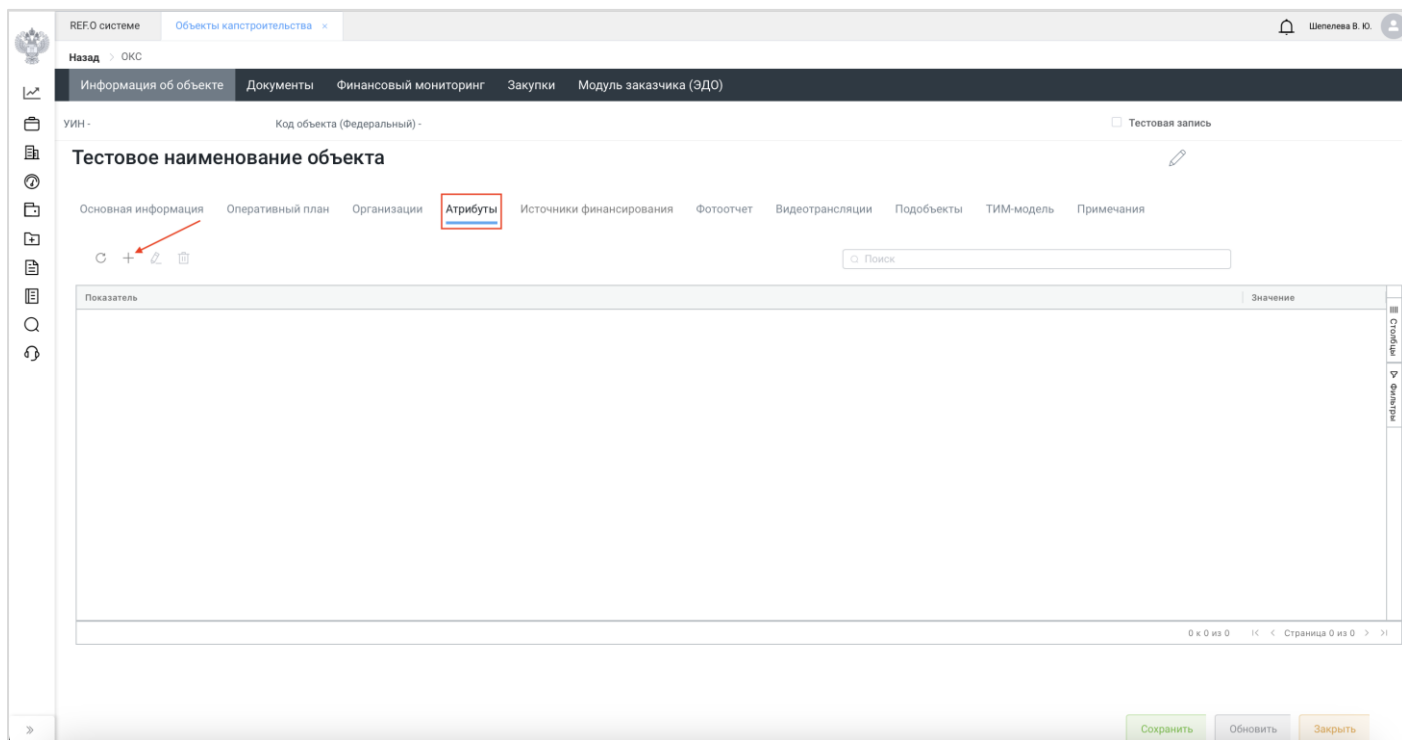 REF.О системе
Объекты капстроительства ×
Шепелева В. Ю.
Назад > ОКС
Информация об объекте Документы Финансовый мониторинг Закупки Модуль заказчика (ЭДО)
УИН - Код объекта (Федеральный) - Тестовая запись
Тестовое наименование объекта
Основная информация Оперативный план Организации Атрибуты Источники финансирования Фотоотчет Видеотрансляции Подобъекты ТИМ-модель Примечания
Поиск
Показатель Значение
Столбцы
Фильтры
0 к 0 из 0 Страница 0 из 0
Сохранить Обновить Закрыть